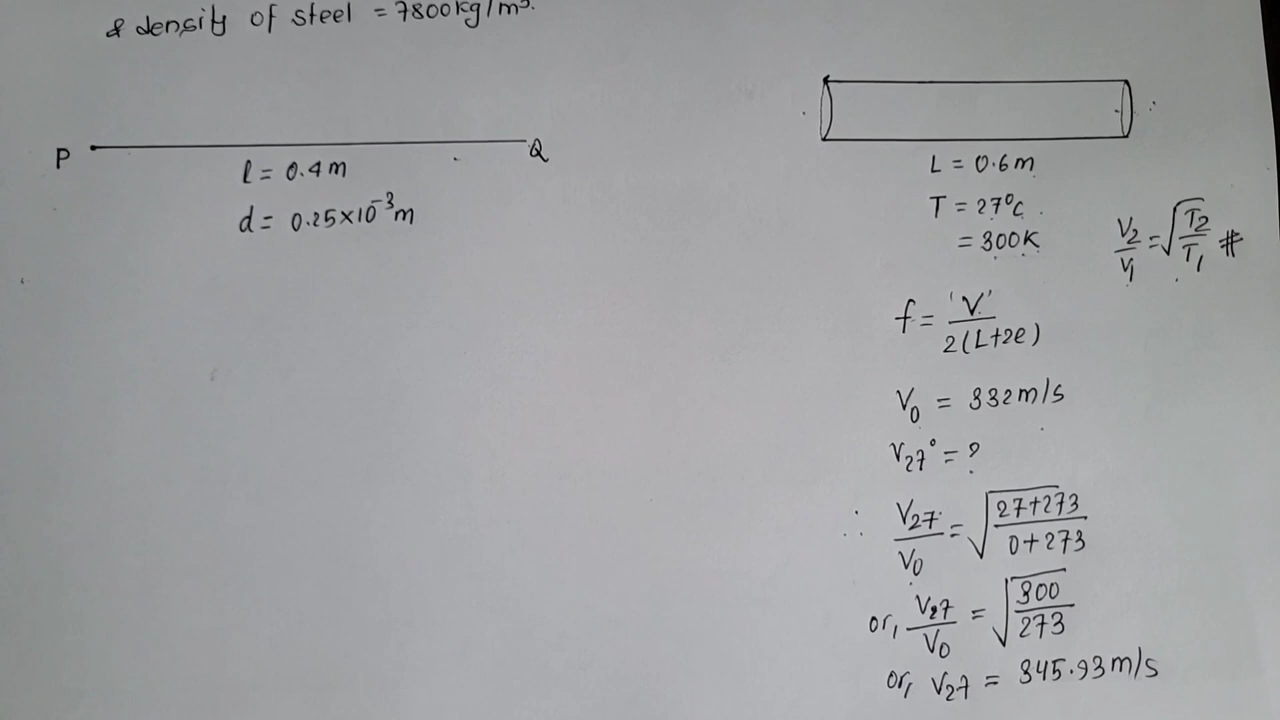 & density of steel = 7800kg/m³.
P
Q
l = 0.4m
d = 0.25×10⁻³m
L = 0.6m
T = 27°C.
= 300K
V₂/V₁ = √(T₂/T₁) #
f = 'V'/2(L+2e)
V₀ = 332m/s
V₂₇° = ?
∴ V₂₇/V₀ = √(27+273/0+273)
or, V₂₇/V₀ = √(300/273)
or, V₂₇ = 345.93m/s